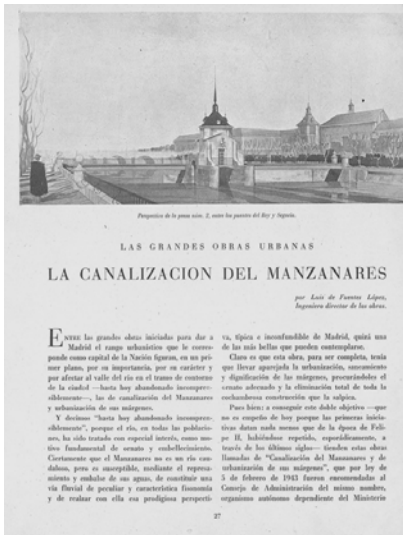 Perspectiva de la presa núm. 2, entre los puentes del Rey y Segovia.
LAS GRANDES OBRAS URBANAS
LA CANALIZACION DEL MANZANARES
por Luis de Fuentes López,
Ingeniero director de las obras.
ENTRE las grandes obras iniciadas para dar a
Madrid el rango urbanístico que le corres-
ponde como capital de la Nación figuran, en un pri-
mer plano, por su importancia, por su carácter y
por afectar al valle del río en el tramo de contorno
de la ciudad —hasta hoy abandonado incompren-
siblemente—, las de canalización del Manzanares
y urbanización de sus márgenes.
Y decimos "hasta hoy abandonado incompren-
siblemente", porque el río, en todas las poblacio-
nes, ha sido tratado con especial interés, como mo-
tivo fundamental de ornato y embellecimiento.
Ciertamente que el Manzanares no es un río cau-
daloso, pero es susceptible, mediante el represa-
miento y embalse de sus aguas, de constituir una
vía fluvial de peculiar y característica fisonomía
y de realzar con ella esa prodigiosa perspecti-
va, típica e inconfundible de Madrid, quizá una
de las más bellas que pueden contemplarse.
Claro es que esta obra, para ser completa, tenía
que llevar aparejada la urbanización, saneamiento
y dignificación de las márgenes, procurándoles el
ornato adecuado y la eliminación total de toda la
cochambrosa construcción que la salpica.
Pues bien: a conseguir este doble objetivo —que
no es empeño de hoy porque las primeras inicia-
tivas datan nada menos que de la época de Feli-
pe II, habiéndose repetido, esporádicamente, a
través de los últimos siglos— tienden estas obras
llamadas de "Canalización del Manzanares y de
urbanización de sus márgenes", que por ley de
5 de febrero de 1943 fueron encomendadas al
Consejo de Administración del mismo nombre,
organismo autónomo dependiente del Ministerio
27